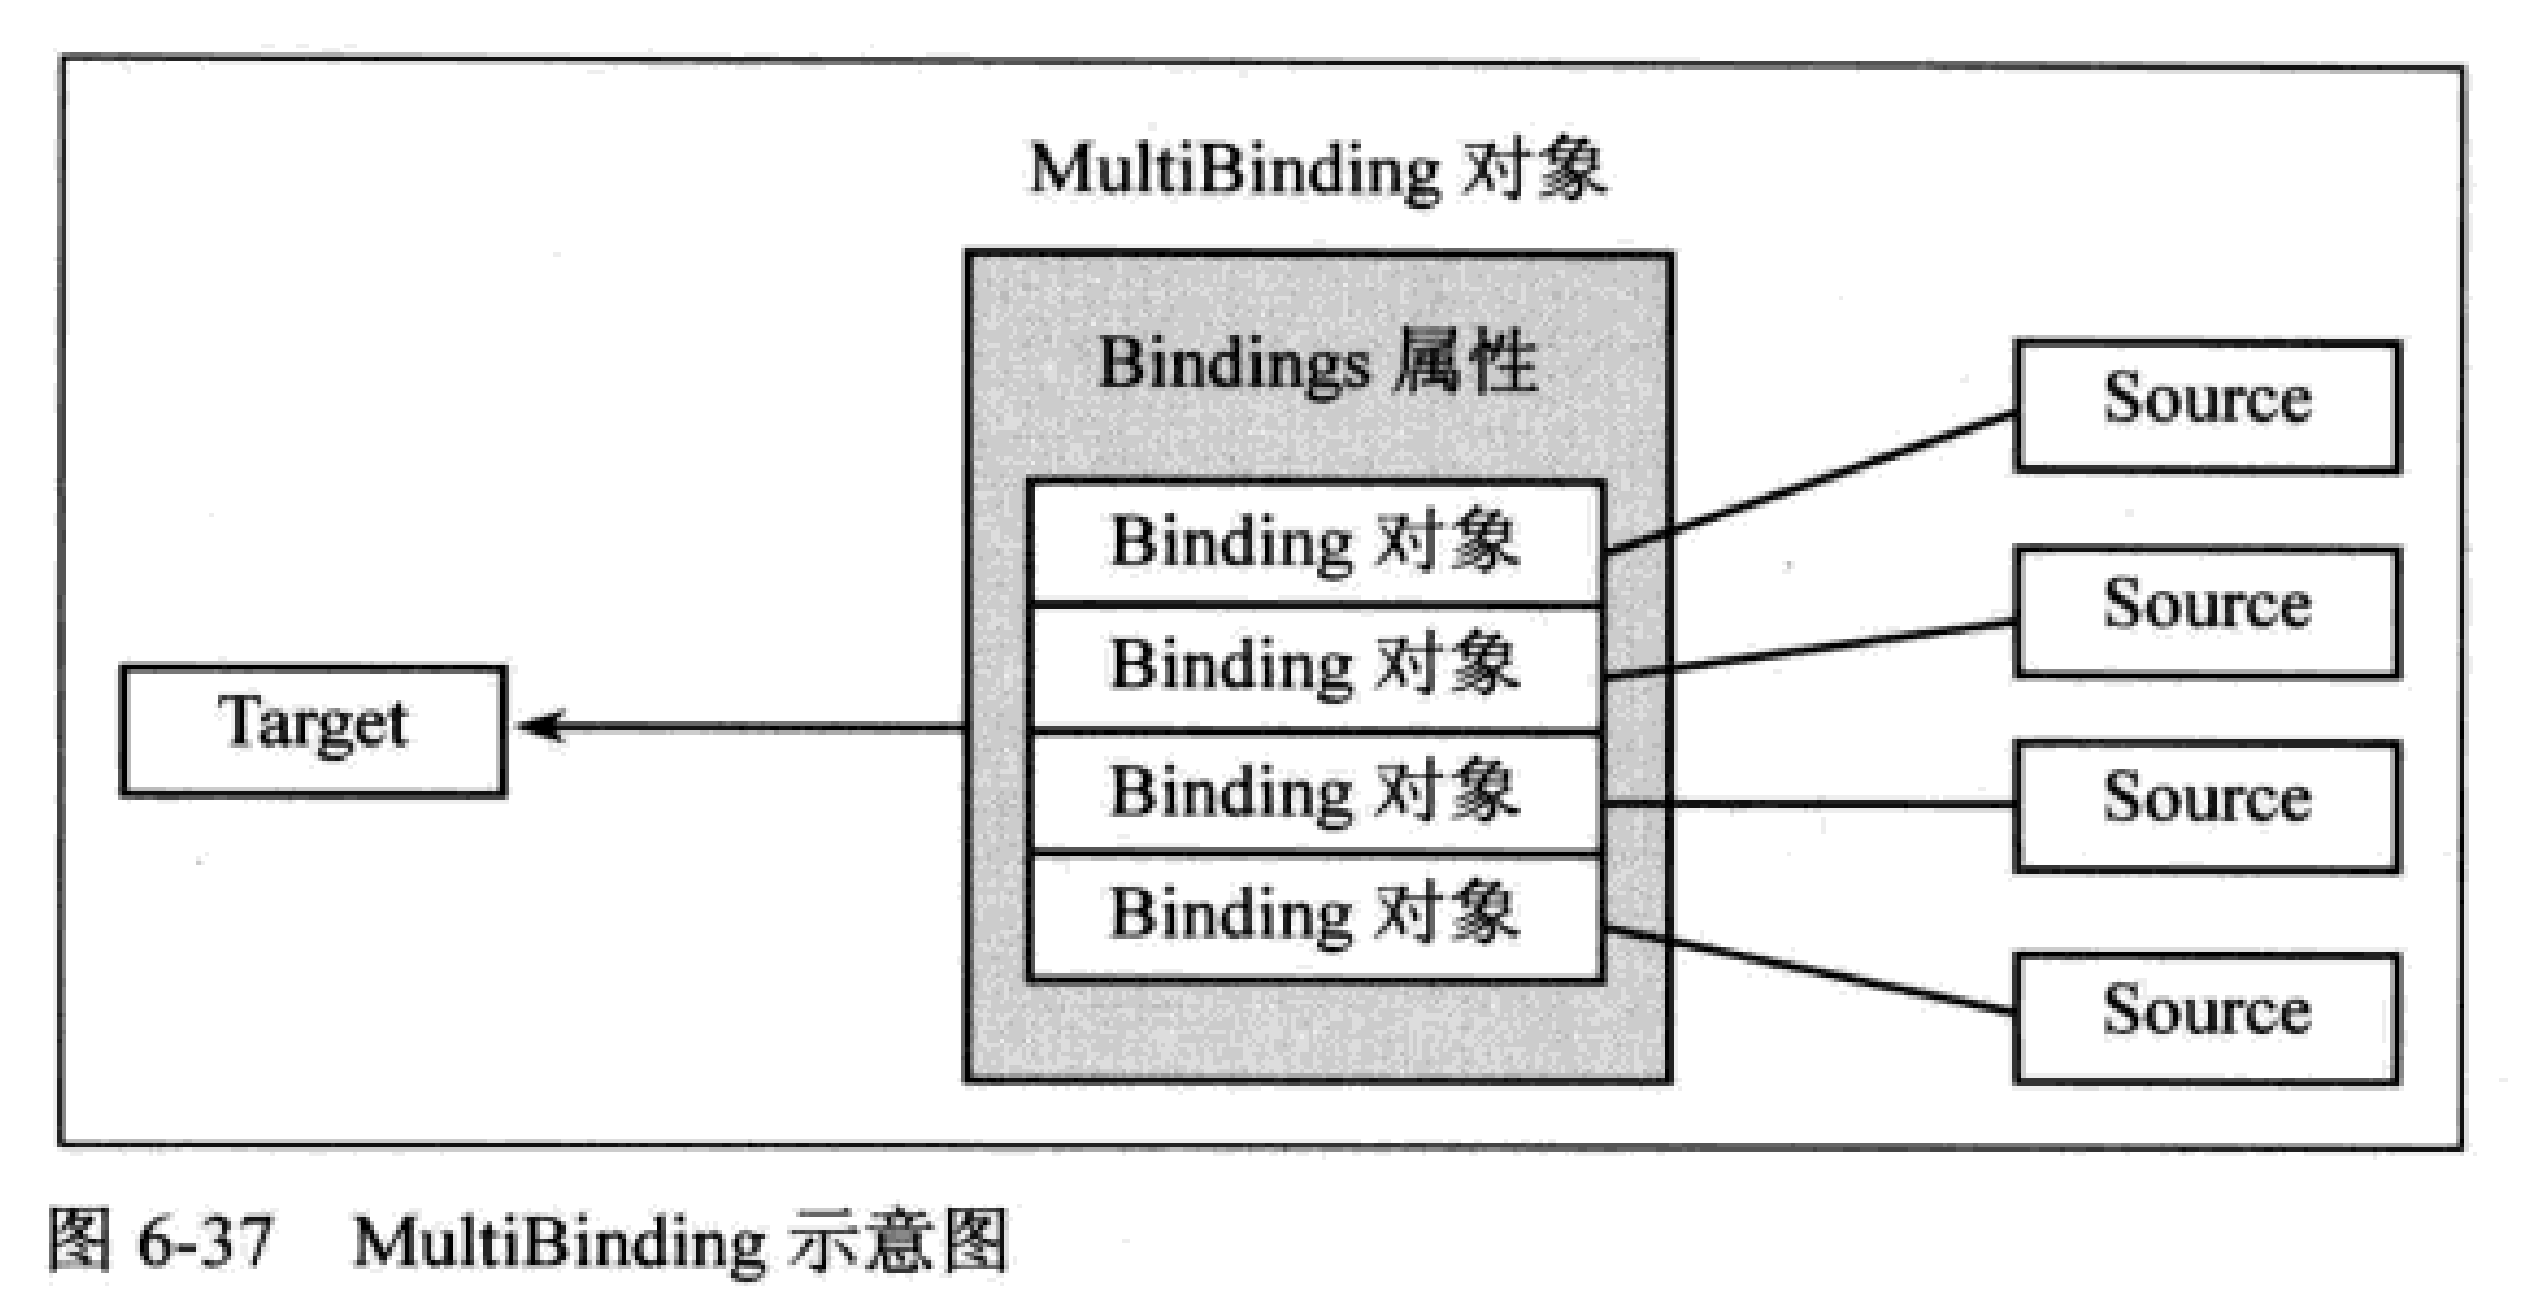 MultiBinding 对象
Bindings 属性
Binding 对象
Binding 对象
Binding 对象
Binding 对象
Target
Source
Source
Source
Source
图 6-37 MultiBinding 示意图